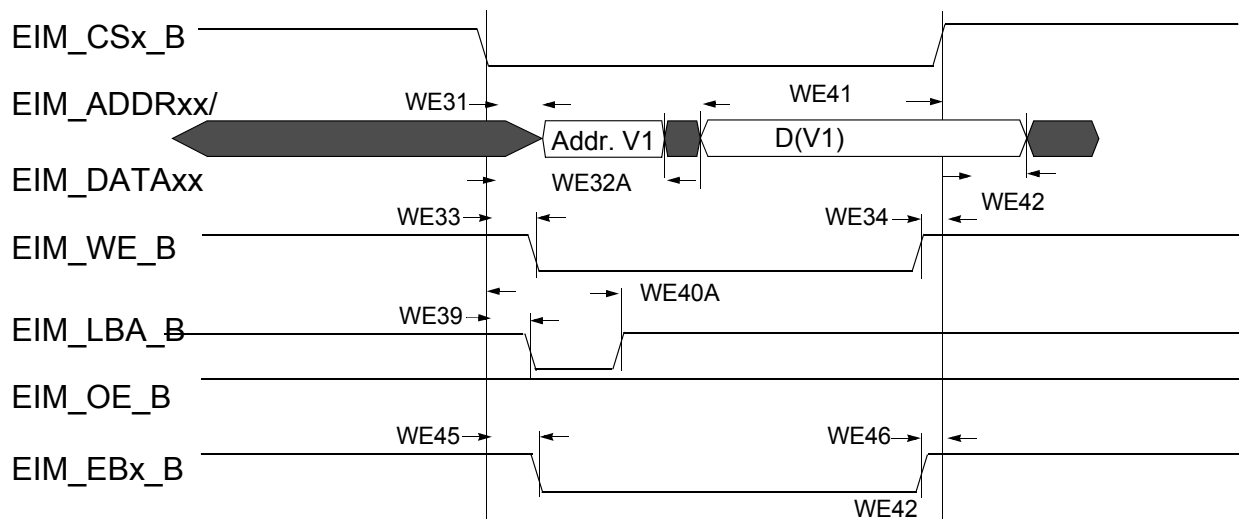 EIM_CSx_B
EIM_ADDRxx/
WE31
WE41
Addr. V1
D(V1)
EIM_DATAxx
WE32A
WE42
WE33
WE34
EIM_WE_B
WE40A
WE39
EIM_LBA_B
EIM_OE_B
WE45
WE46
EIM_EBx_B
WE42